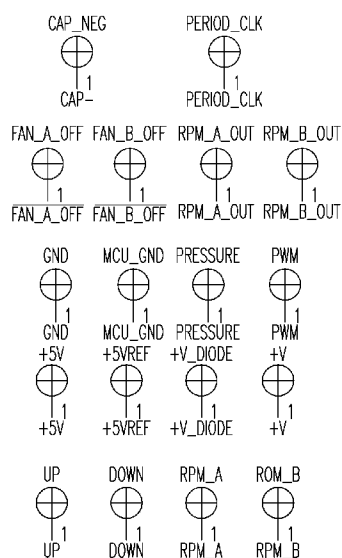 CAP_NEG PERIOD_CLK
1 1
CAP- PERIOD_CLK
FAN_A_OFF FAN_B_OFF RPM_A_OUT RPM_B_OUT
1 1 1 1
FAN_A_OFF FAN_B_OFF RPM_A_OUT RPM_B_OUT
GND MCU_GND PRESSURE PWM
1 1 1 1
GND MCU_GND PRESSURE PWM
+5V +5VREF +V_DIODE +V
1 1 1 1
+5V +5VREF +V_DIODE +V
UP DOWN RPM_A ROM_B
1 1 1 1
UP DOWN RPM_A RPM_B